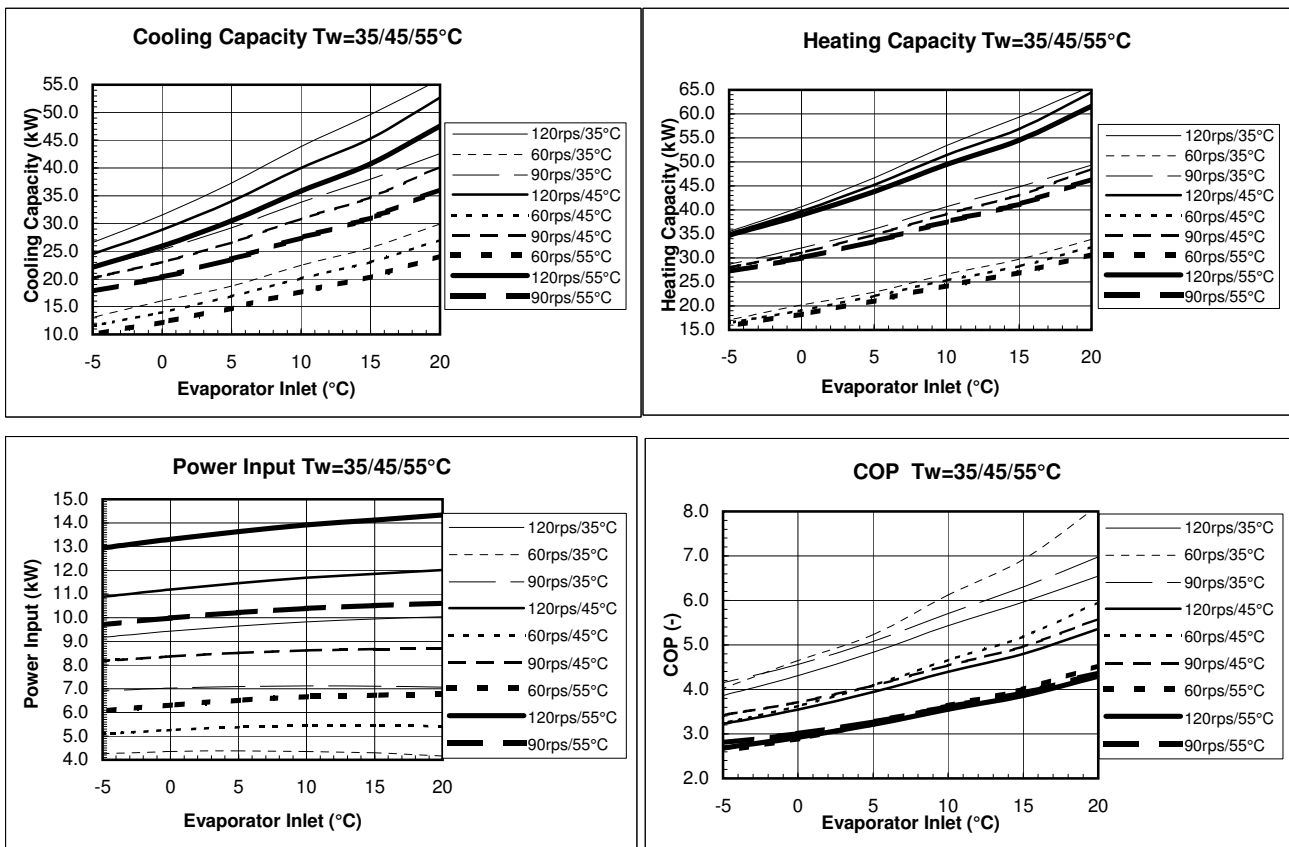 Cooling Capacity Tw=35/45/55°C
Cooling Capacity (kW)
55.0
50.0
45.0
40.0
35.0
30.0
25.0
20.0
15.0
10.0
-5 0 5 10 15 20
Evaporator Inlet (°C)
120rps/35°C
60rps/35°C
90rps/35°C
120rps/45°C
60rps/45°C
90rps/45°C
60rps/55°C
120rps/55°C
90rps/55°C
Heating Capacity Tw=35/45/55°C
Heating Capacity (kW)
65.0
60.0
55.0
50.0
45.0
40.0
35.0
30.0
25.0
20.0
15.0
-5 0 5 10 15 20
Evaporator Inlet (°C)
120rps/35°C
60rps/35°C
90rps/35°C
120rps/45°C
60rps/45°C
90rps/45°C
60rps/55°C
120rps/55°C
90rps/55°C
Power Input Tw=35/45/55°C
Power Input (kW)
15.0
14.0
13.0
12.0
11.0
10.0
9.0
8.0
7.0
6.0
5.0
4.0
-5 0 5 10 15 20
Evaporator Inlet (°C)
120rps/35°C
60rps/35°C
90rps/35°C
120rps/45°C
60rps/45°C
90rps/45°C
60rps/55°C
120rps/55°C
90rps/55°C
COP Tw=35/45/55°C
COP (-)
8.0
7.0
6.0
5.0
4.0
3.0
2.0
-5 0 5 10 15 20
Evaporator Inlet (°C)
120rps/35°C
60rps/35°C
90rps/35°C
120rps/45°C
60rps/45°C
90rps/45°C
60rps/55°C
120rps/55°C
90rps/55°C